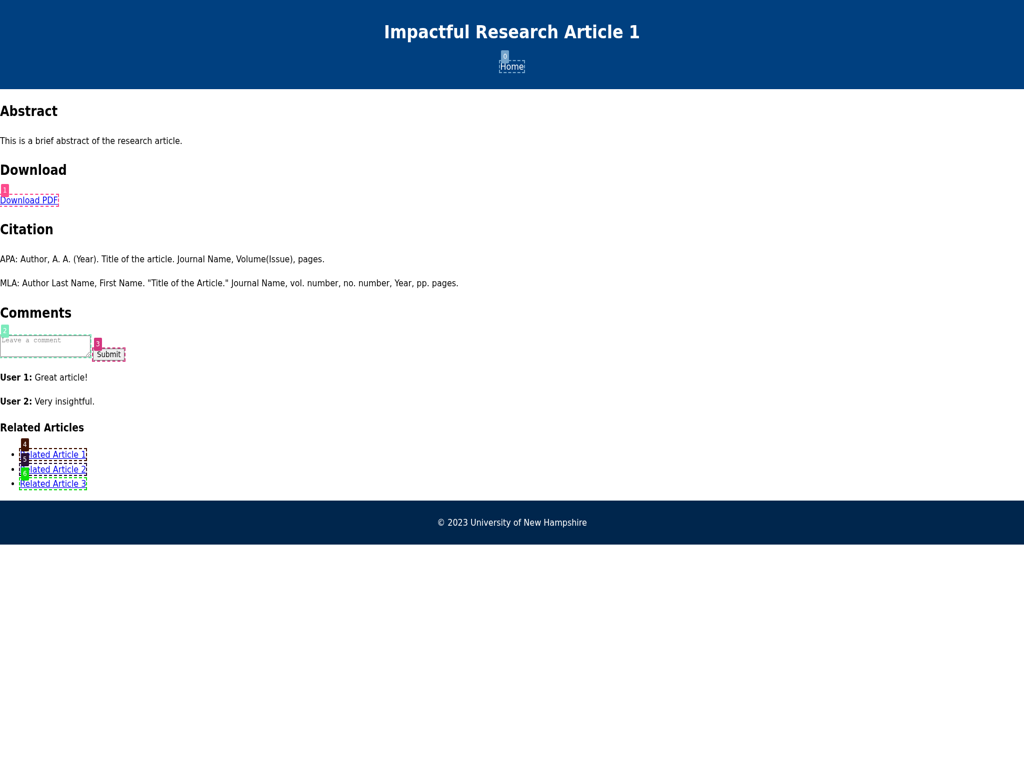 Impactful Research Article 1
0
Home
Abstract
This is a brief abstract of the research article.
Download
1
Download PDF
Citation
APA: Author, A. A. (Year). Title of the article. Journal Name, Volume(Issue), pages.
MLA: Author Last Name, First Name. "Title of the Article." Journal Name, vol. number, no. number, Year, pp. pages.
Comments
2
Leave a comment
3
Submit
User 1: Great article!
User 2: Very insightful.
Related Articles
4
Related Article 1
5
Related Article 2
6
Related Article 3
© 2023 University of New Hampshire